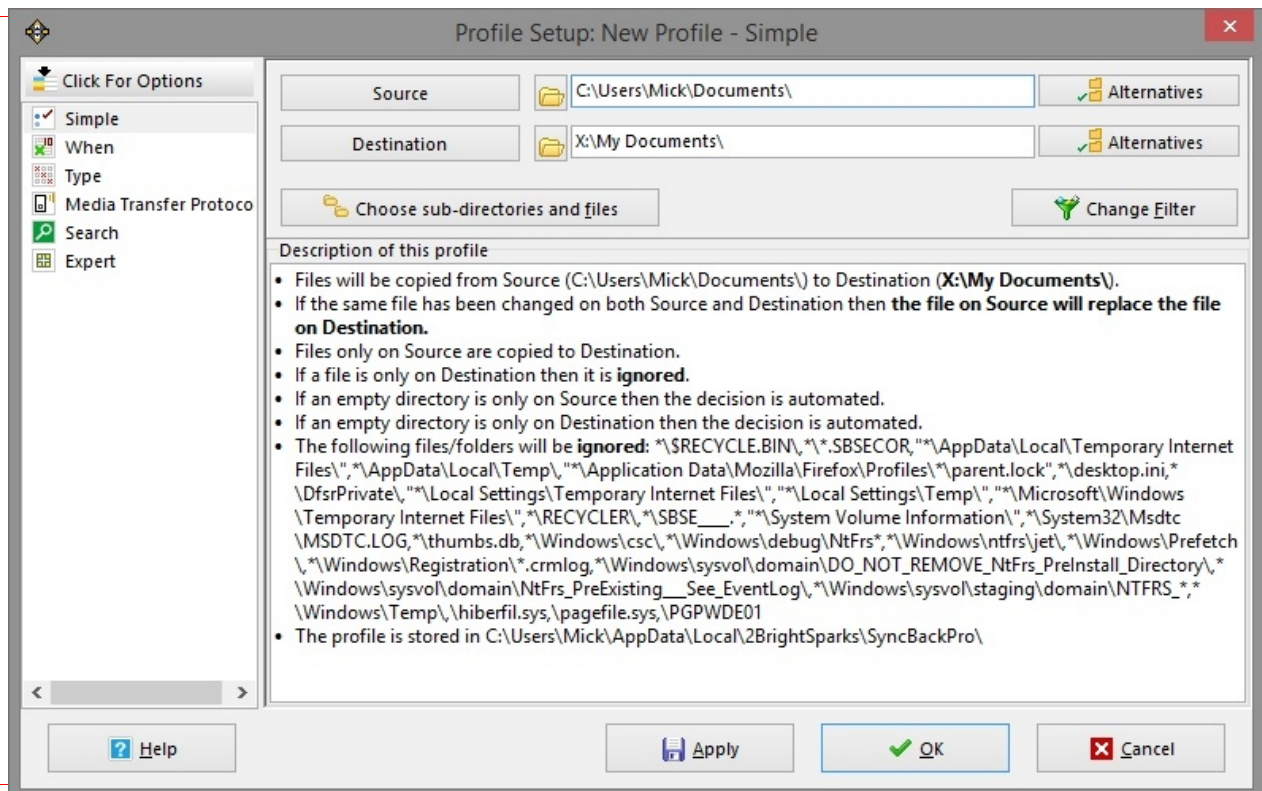 Profile Setup: New Profile - Simple
Click For Options
Simple
When
Type
Media Transfer Protoco
Search
Expert
Source
C:\Users\Mick\Documents\
Alternatives
Destination
X:\My Documents\
Alternatives
Choose sub-directories and files
Change Filter
Description of this profile
• Files will be copied from Source (C:\Users\Mick\Documents\) to Destination (X:\My Documents\).
• If the same file has been changed on both Source and Destination then the file on Source will replace the file
on Destination.
• Files only on Source are copied to Destination.
• If a file is only on Destination then it is ignored.
• If an empty directory is only on Source then the decision is automated.
• If an empty directory is only on Destination then the decision is automated.
• The following files/folders will be ignored: *\$RECYCLE.BIN\,*\*.SBSECOR,"*\AppData\Local\Temporary Internet
Files\",*\AppData\Local\Temp\,"*\Application Data\Mozilla\Firefox\Profiles\*\parent.lock",*\desktop.ini,*
\DfsrPrivate\,"*\Local Settings\Temporary Internet Files\","*\Local Settings\Temp\","*\Microsoft\Windows
\Temporary Internet Files\",*\RECYCLER\,*\SBSE___.*,"*\System Volume Information\",*\System32\Msdtc
\MSDTC.LOG,*\thumbs.db,*\Windows\csc\,*\Windows\debug\NtFrs*,*\Windows\ntfrs\jet\,*\Windows\Prefetch
\,*\Windows\Registration\*.crmlog,*\Windows\sysvol\domain\DO_NOT_REMOVE_NtFrs_PreInstall_Directory\,*
\Windows\sysvol\domain\NtFrs_PreExisting___See_EventLog\,*\Windows\sysvol\staging\domain\NTFRS_*,*
\Windows\Temp\,\hiberfil.sys,\pagefile.sys,\PGPWDE01
• The profile is stored in C:\Users\Mick\AppData\Local\2BrightSparks\SyncBackPro\
Help
Apply
OK
Cancel